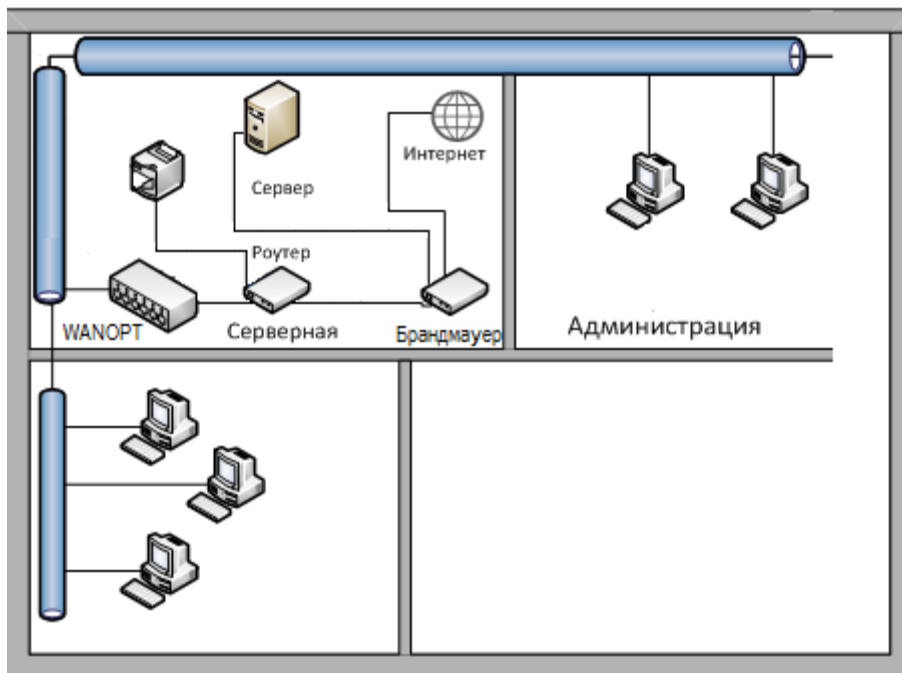 Интернет
Сервер
Роутер
WANOPT
Серверная
Брандмауер
Администрация